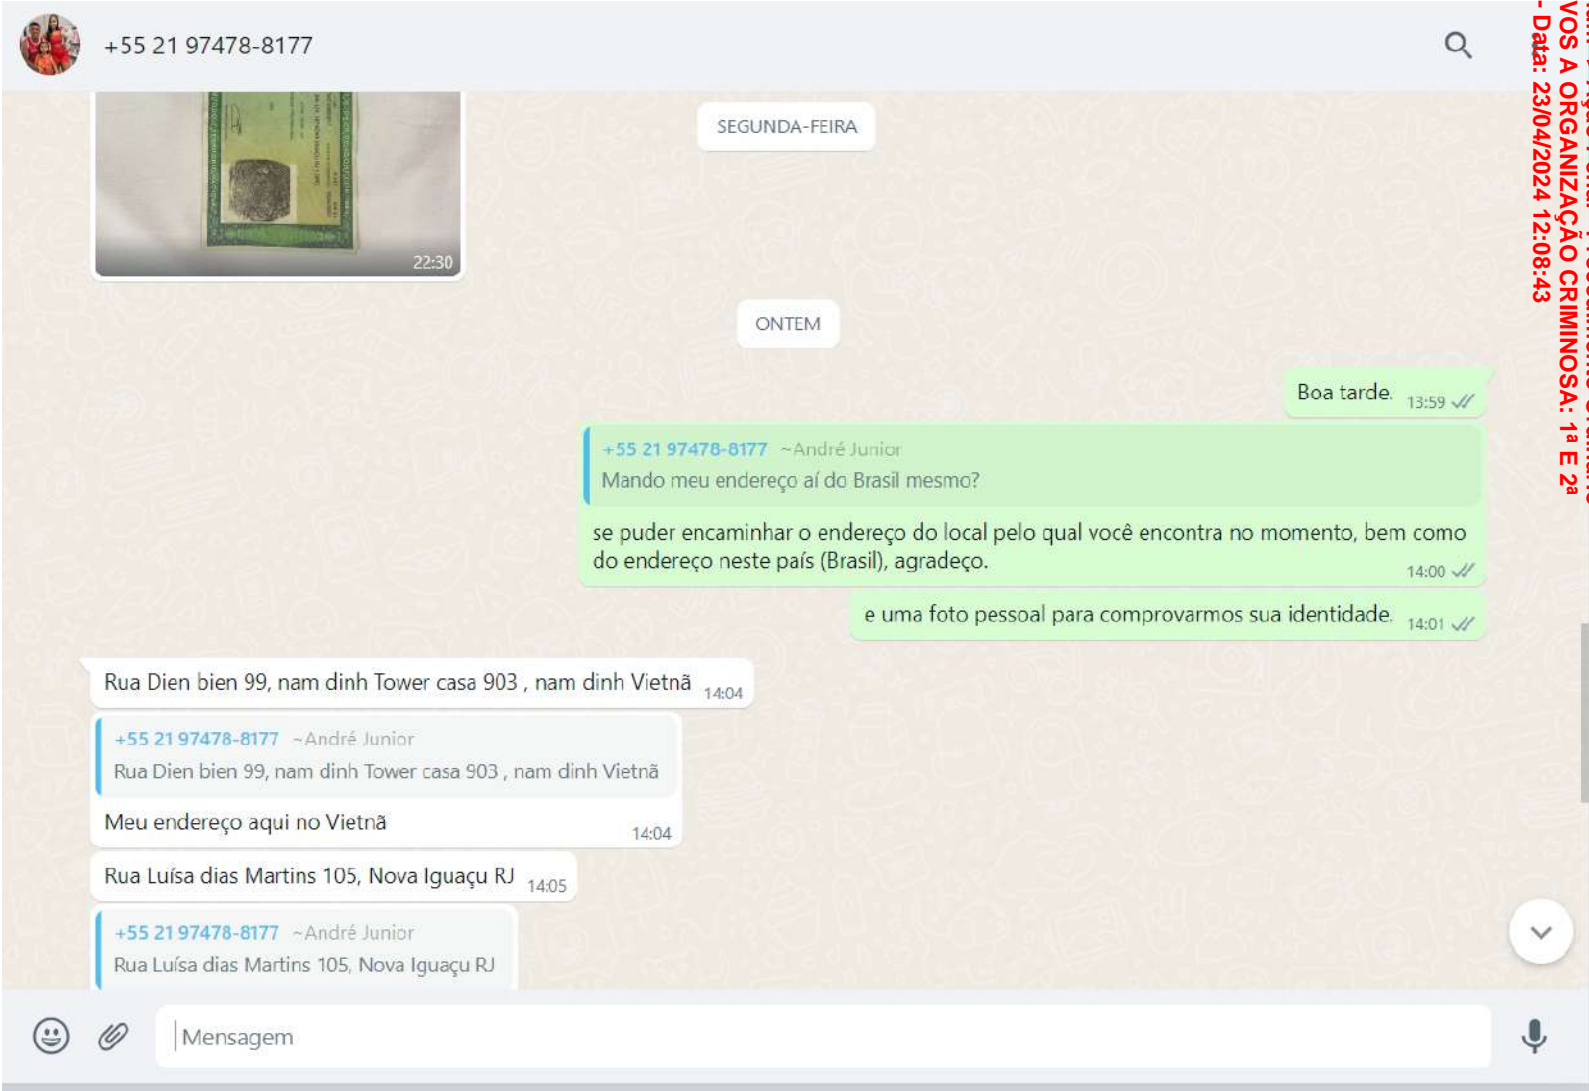 +55 21 97478-8177
SEGUNDA-FEIRA
22:30
ONTEM
Boa tarde. 13:59
+55 21 97478-8177 ~André Junior
Mando meu endereço aí do Brasil mesmo?
se puder encaminhar o endereço do local pelo qual você encontra no momento, bem como
do endereço neste país (Brasil), agradeço.
14:00
e uma foto pessoal para comprovarmos sua identidade. 14:01
Rua Dien bien 99, nam dinh Tower casa 903 , nam dinh Vietnã 14:04
+55 21 97478-8177 ~André Junior
Rua Dien bien 99, nam dinh Tower casa 903 , nam dinh Vietnã
Meu endereço aqui no Vietnã 14:04
Rua Luísa dias Martins 105, Nova Iguaçu RJ 14:05
+55 21 97478-8177 ~André Junior
Rua Luísa dias Martins 105, Nova Iguaçu RJ
Mensagem
VOS A ORGANIZAÇÃO CRIMINOSA: 1ª E 2ª
- Data: 23/04/2024 12:08:43